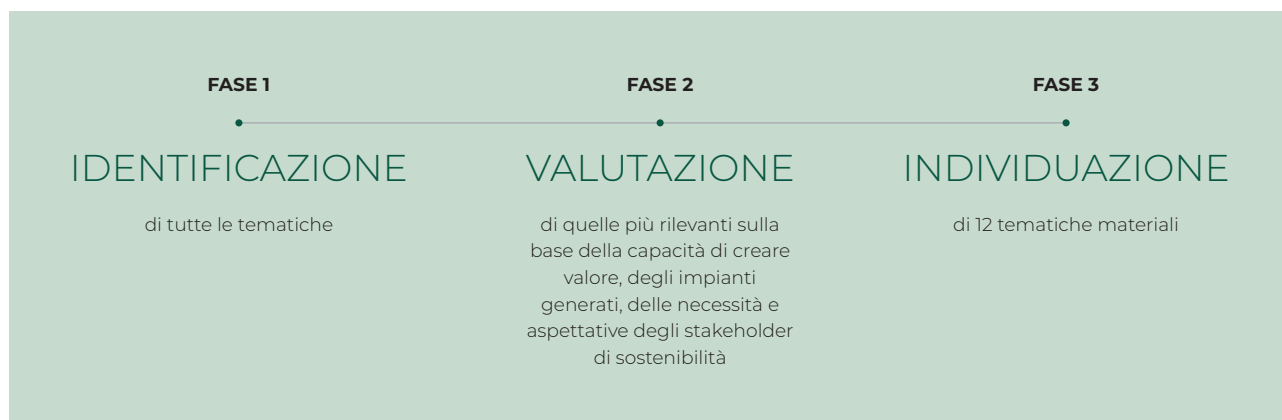 FASE 1
IDENTIFICAZIONE
di tutte le tematiche
FASE 2
VALUTAZIONE
di quelle più rilevanti sulla
base della capacità di creare
valore, degli impianti
generati, delle necessità e
aspettative degli stakeholder
di sostenibilità
FASE 3
INDIVIDUAZIONE
di 12 tematiche materiali